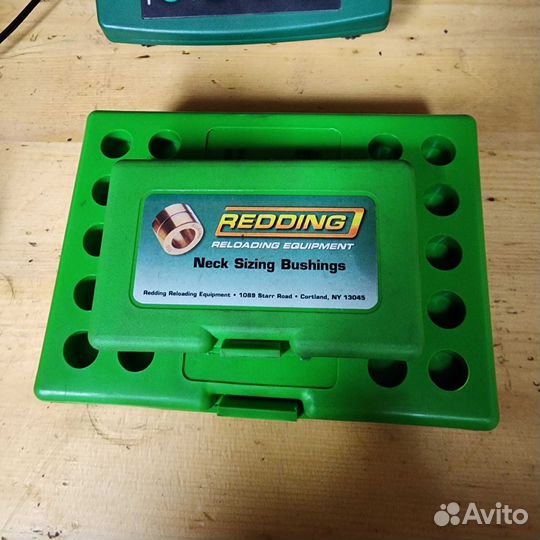 REDDING
RELOADING EQUIPMENT
Neck Sizing Bushings
Redding Reloading Equipment • 1089 Starr Road • Cortland, NY 13045
Avito